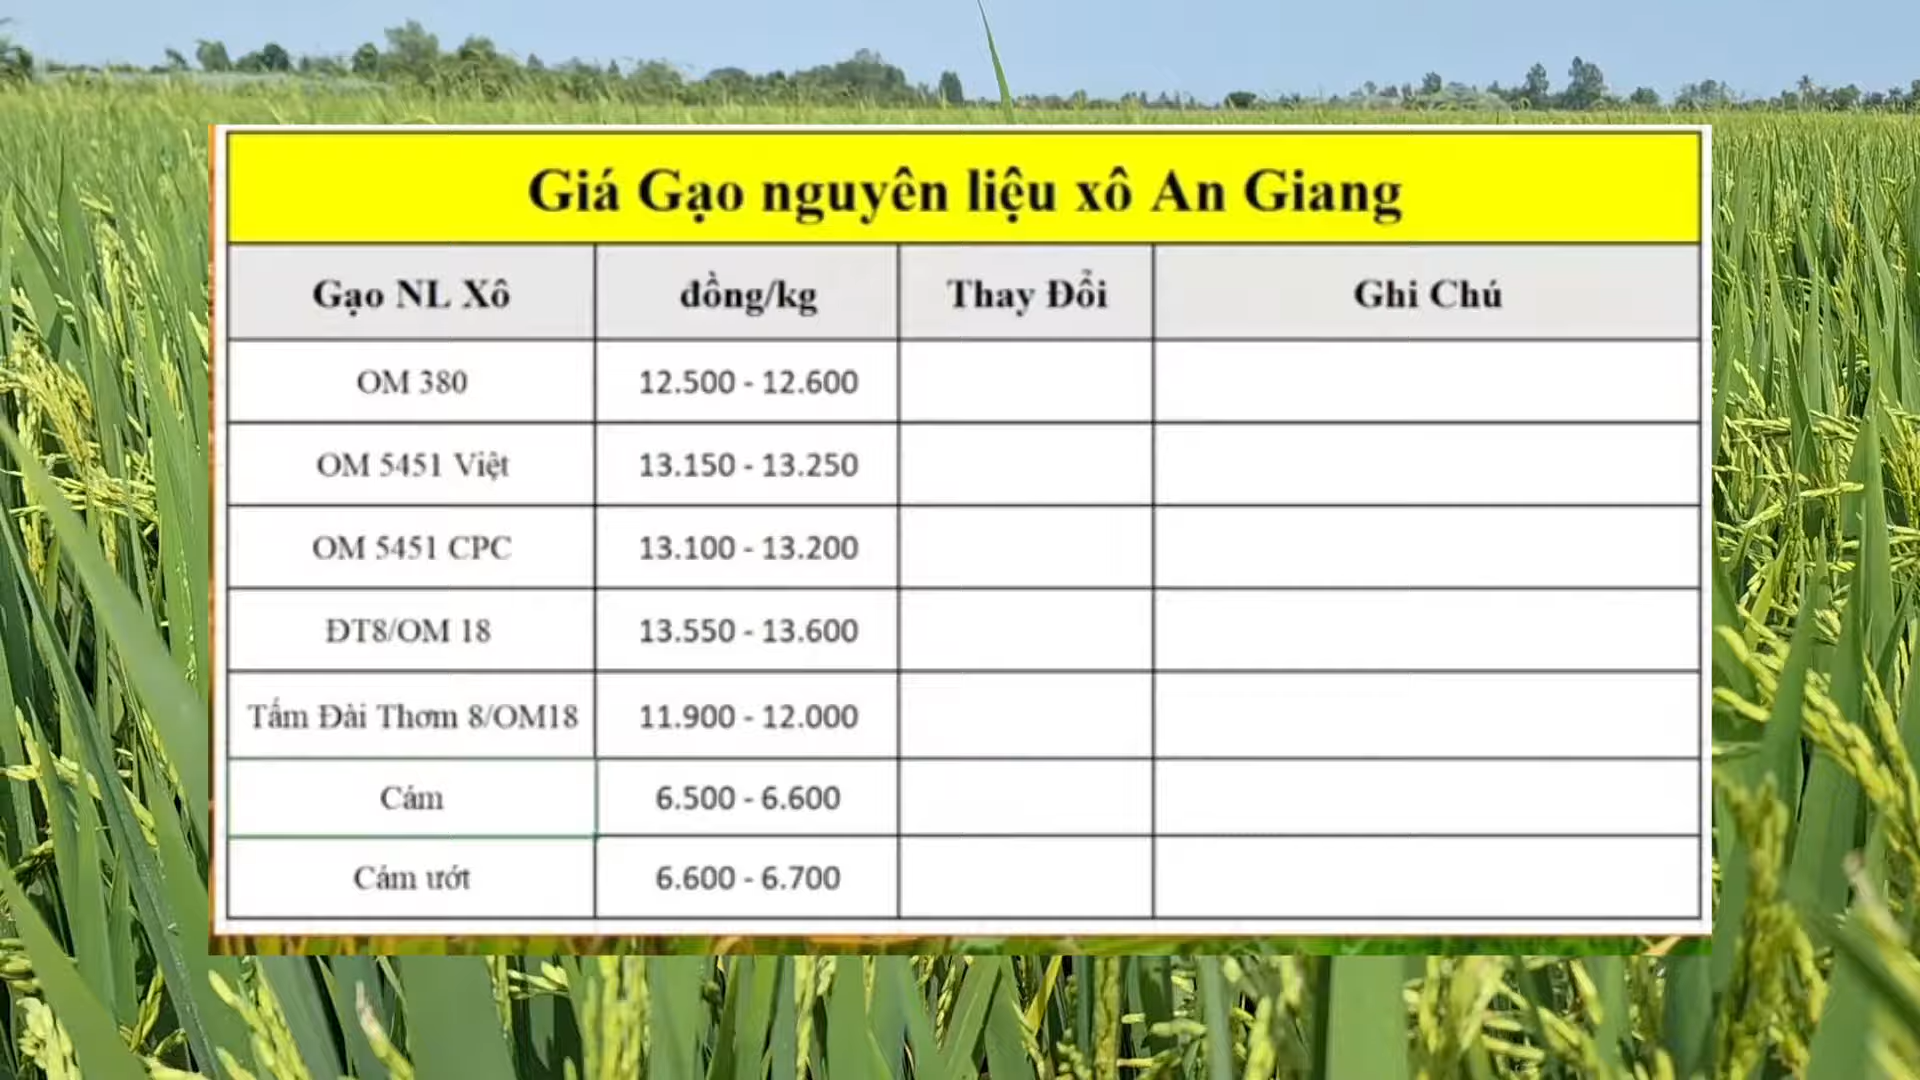 Giá Gạo nguyên liệu xô An Giang
Gạo NL Xô đồng/kg Thay Đổi Ghi Chú
OM 380 12.500 - 12.600
OM 5451 Việt 13.150 - 13.250
OM 5451 CPC 13.100 - 13.200
ĐT8/OM 18 13.550 - 13.600
Tấm Đài Thơm 8/OM18 11.900 - 12.000
Cám 6.500 - 6.600
Cám ướt 6.600 - 6.700